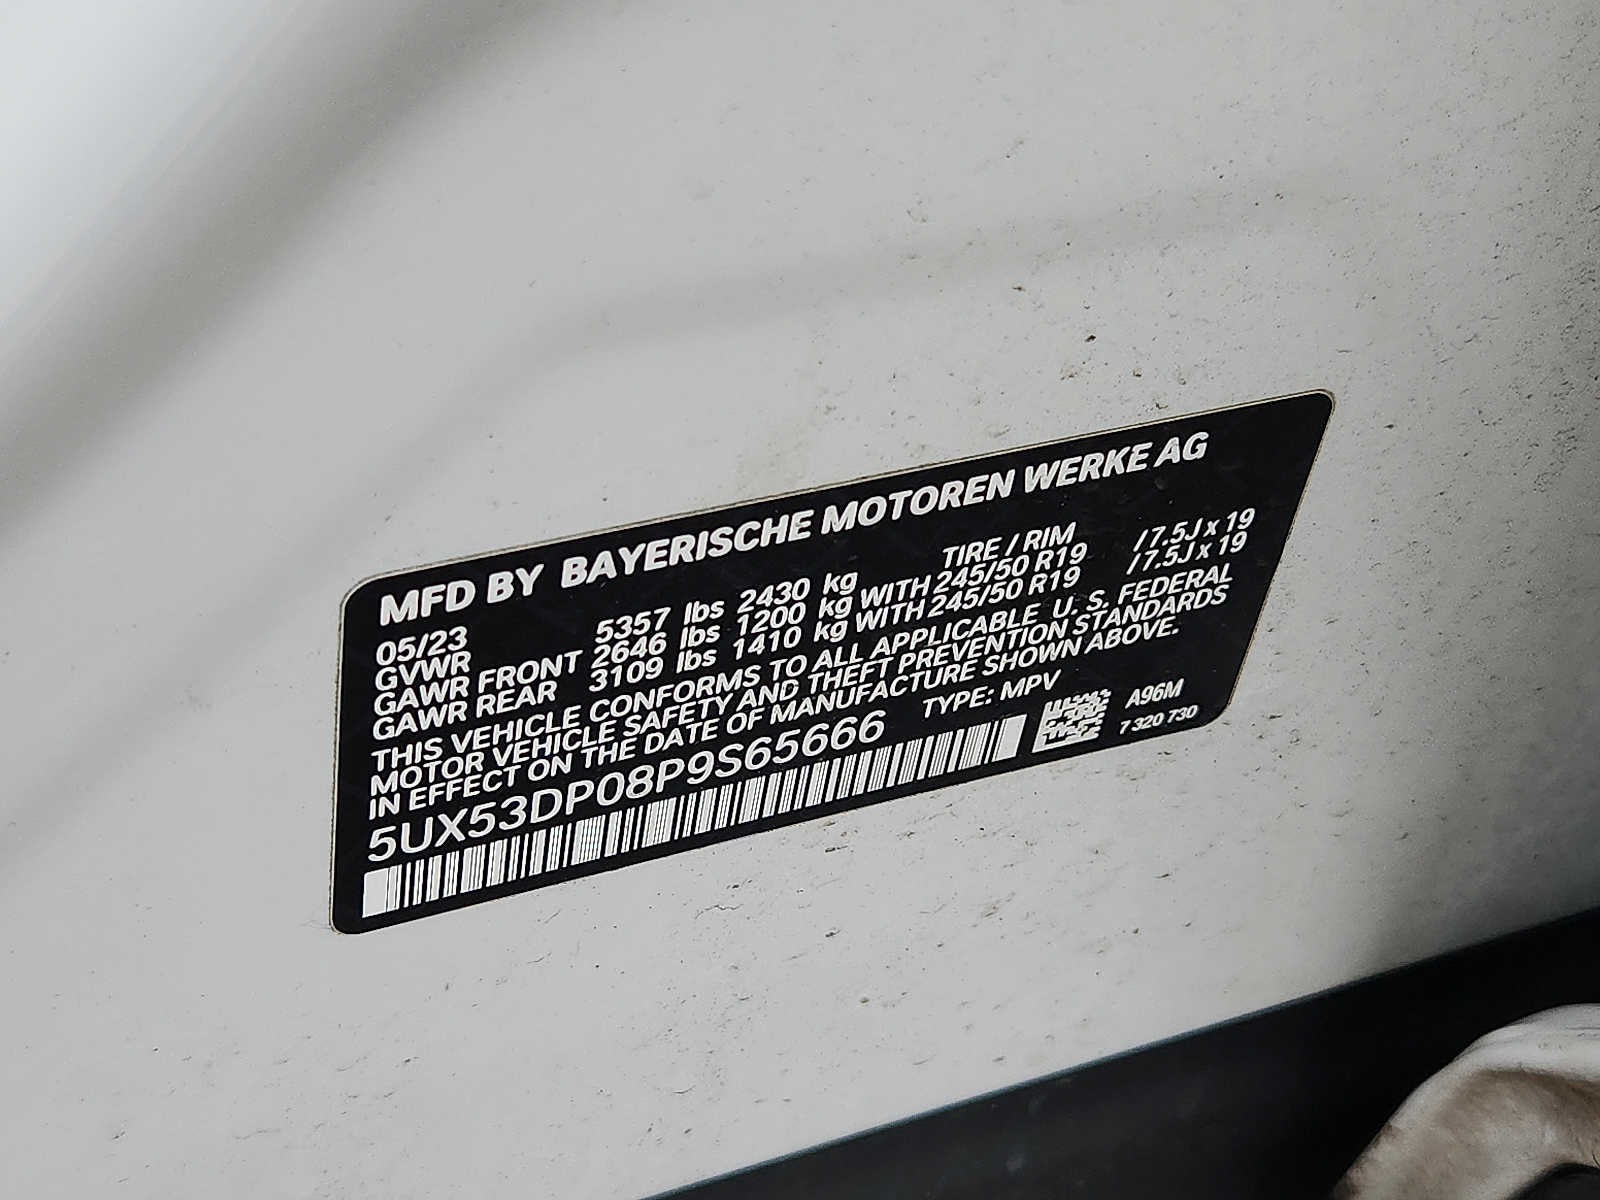 MFD BY BAYERISCHE MOTOREN WERKE AG
05/23 TIRE / RIM
GVWR 5357 lbs 2430 kg
GAWR FRONT 2646 lbs 1200 kg WITH 245/50 R19 /7.5J x 19
GAWR REAR 3109 lbs 1410 kg WITH 245/50 R19 /7.5J x 19
THIS VEHICLE CONFORMS TO ALL APPLICABLE U. S. FEDERAL
MOTOR VEHICLE SAFETY AND THEFT PREVENTION STANDARDS
IN EFFECT ON THE DATE OF MANUFACTURE SHOWN ABOVE.
5UX53DP08P9S65666 TYPE: MPV
A96M
7 320 730